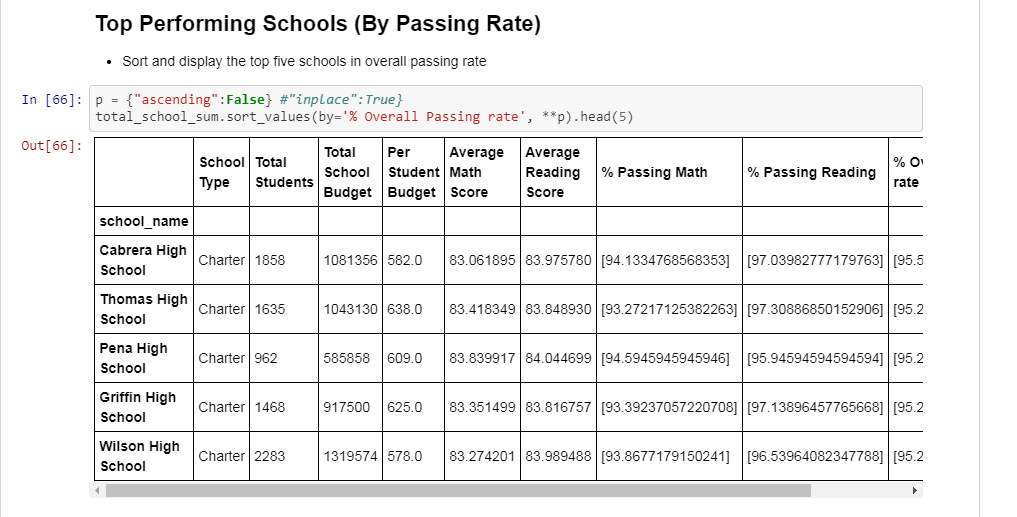 Top Performing Schools (By Passing Rate)
• Sort and display the top five schools in overall passing rate
In [66]: p = {"ascending":False} #"inplace":True}
total_school_sum.sort_values(by='% Overall Passing rate', **p).head(5)
Out[66]:
School Type Total Students Total School Budget Per Student Budget Average Math Score Average Reading Score % Passing Math % Passing Reading % O rate
school_name
Cabrera High School Charter 1858 1081356 582.0 83.061895 83.975780 [94.1334768568353] [97.03982777179763] [95.5
Thomas High School Charter 1635 1043130 638.0 83.418349 83.848930 [93.27217125382263] [97.30886850152906] [95.2
Pena High School Charter 962 585858 609.0 83.839917 84.044699 [94.5945945945946] [95.94594594594594] [95.2
Griffin High School Charter 1468 917500 625.0 83.351499 83.816757 [93.39237057220708] [97.13896457765668] [95.2
Wilson High School Charter 2283 1319574 578.0 83.274201 83.989488 [93.8677179150241] [96.53964082347788] [95.2